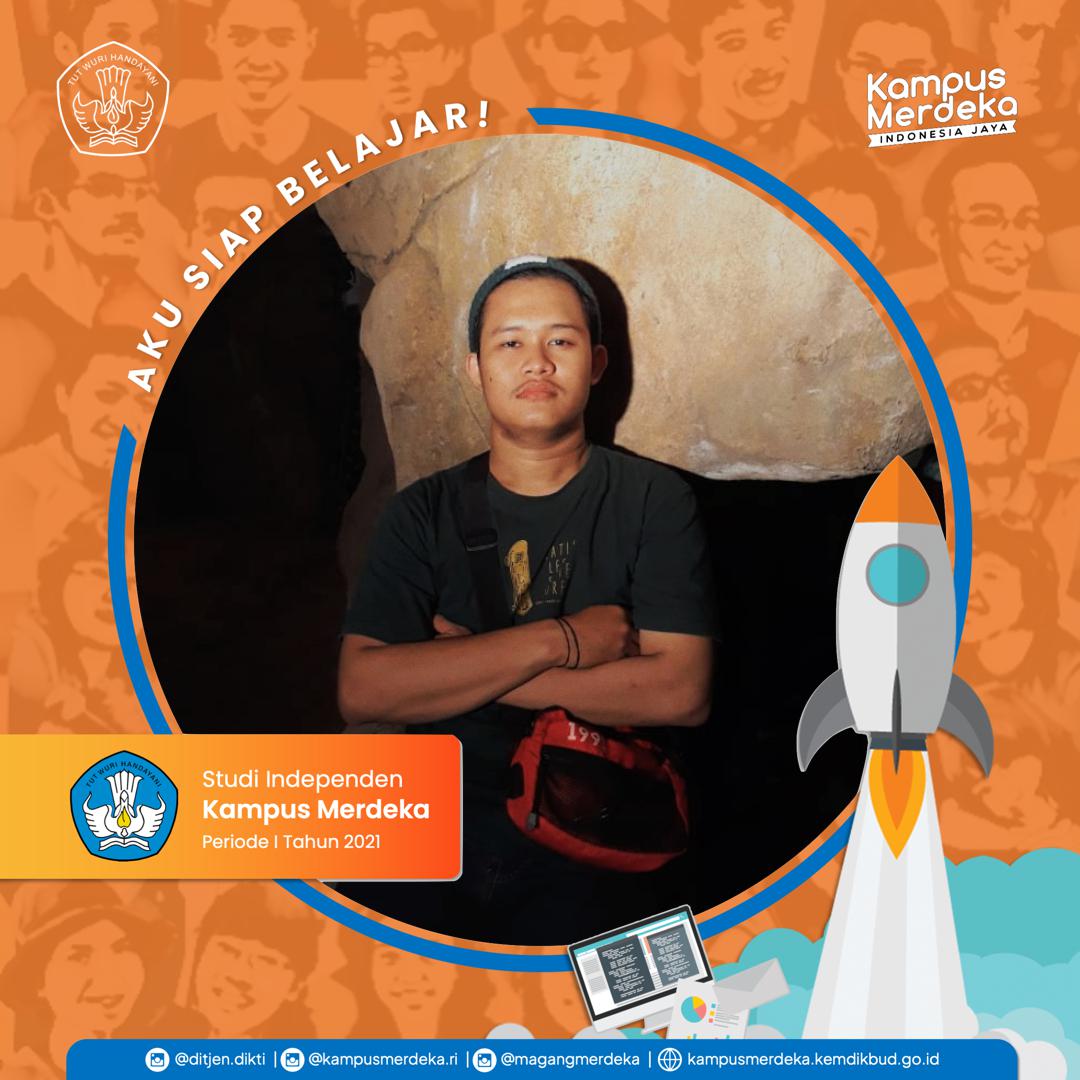 TUT WURI HANDAYANI
Kampus
Merdeka
INDONESIA JAYA
AKU SIAP BELAJAR!
199
TUT WURI HANDAYANI
Studi Independen
Kampus Merdeka
Periode I Tahun 2021
@ditjen.dikti | @kampusmerdeka.ri | @magangmerdeka | kampusmerdeka.kemdikbud.go.id